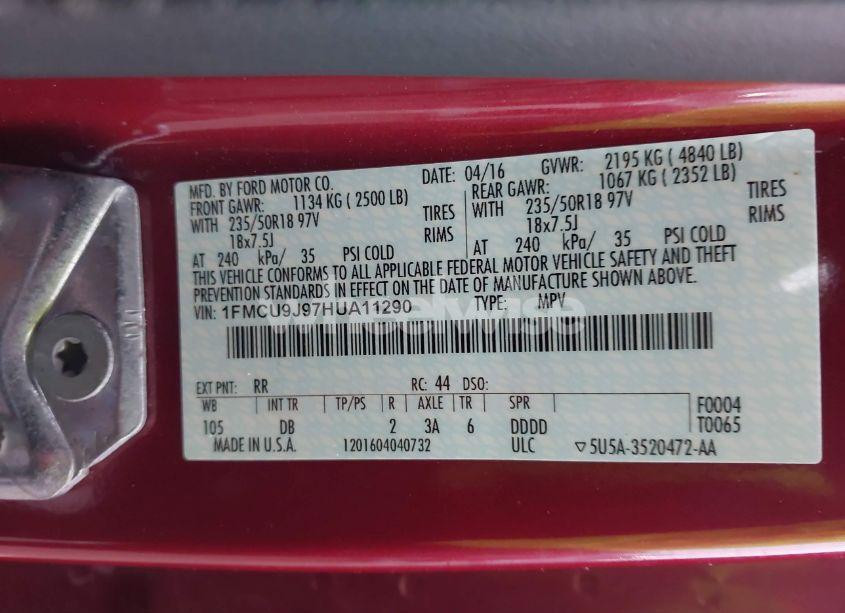 MFD. BY FORD MOTOR CO. DATE: 04/16 GVWR: 2195 KG ( 4840 LB)
FRONT GAWR: 1134 KG ( 2500 LB) REAR GAWR: 1067 KG ( 2352 LB)
WITH 235/50R18 97V TIRES WITH 235/50R18 97V TIRES
18x7.5J RIMS 18x7.5J RIMS
AT 240 kPa/ 35 PSI COLD AT 240 kPa/ 35 PSI COLD
THIS VEHICLE CONFORMS TO ALL APPLICABLE FEDERAL MOTOR VEHICLE SAFETY AND THEFT
PREVENTION STANDARDS IN EFFECT ON THE DATE OF MANUFACTURE SHOWN ABOVE.
VIN: 1FMCU9J97HUA11290 TYPE: MPV
wheelwise
EXT PNT: RR RC: 44 DSO:
WB INT TR TP/PS R AXLE TR SPR F0004
105 DB 2 3A 6 DDDD T0065
MADE IN U.S.A. 1201604040732 ULC ▽5U5A-3520472-AA